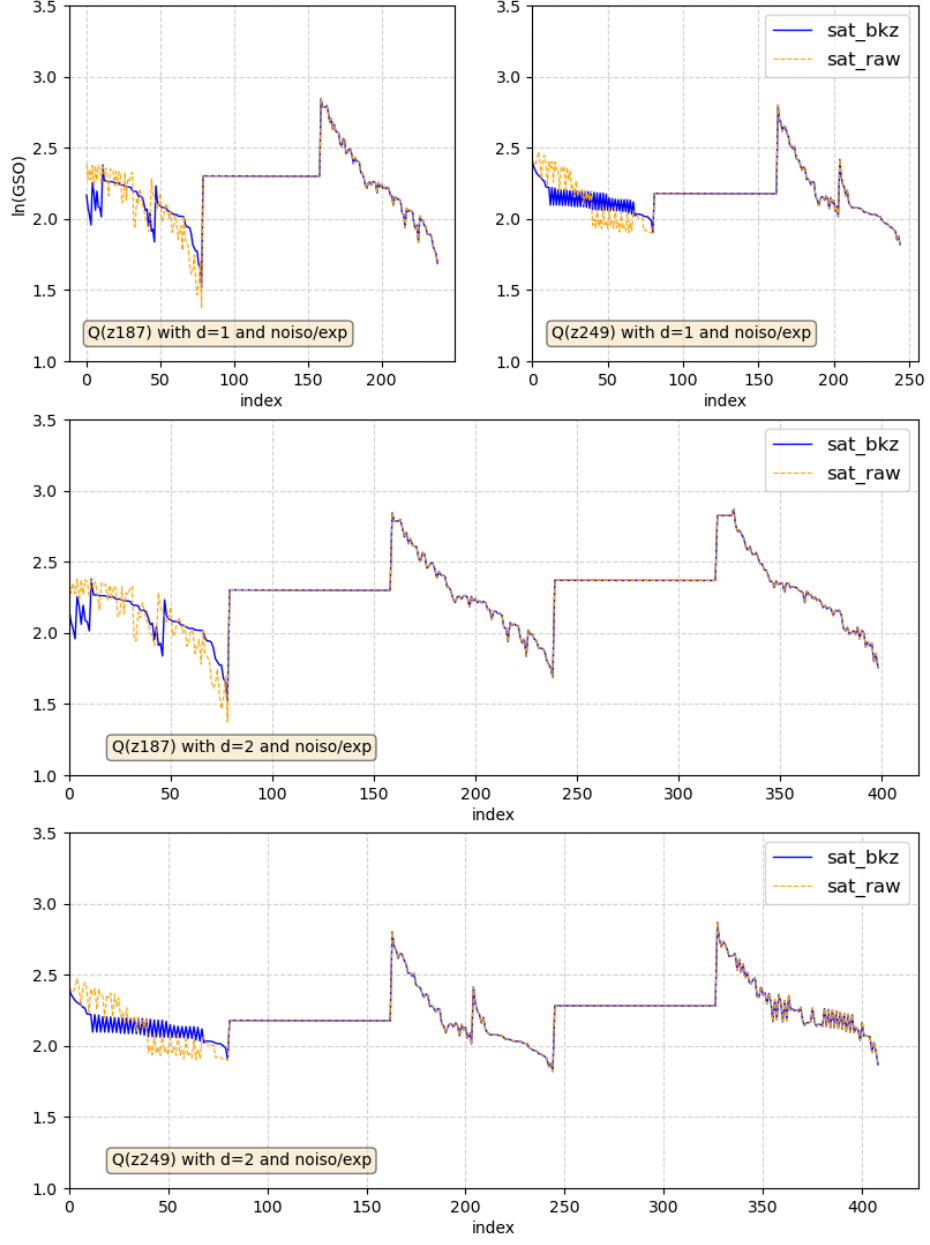 3.5
3.0
2.5
2.0
1.5
1.0
ln(GSO)
0 50 100 150 200
index
Q(z187) with d=1 and noiso/exp
3.5
3.0
2.5
2.0
1.5
1.0
0 50 100 150 200 250
index
sat_bkz
sat_raw
Q(z249) with d=1 and noiso/exp
3.5
3.0
2.5
2.0
1.5
1.0
0 50 100 150 200 250 300 350 400
index
sat_bkz
sat_raw
Q(z187) with d=2 and noiso/exp
3.5
3.0
2.5
2.0
1.5
1.0
0 50 100 150 200 250 300 350 400
index
sat_bkz
sat_raw
Q(z249) with d=2 and noiso/exp